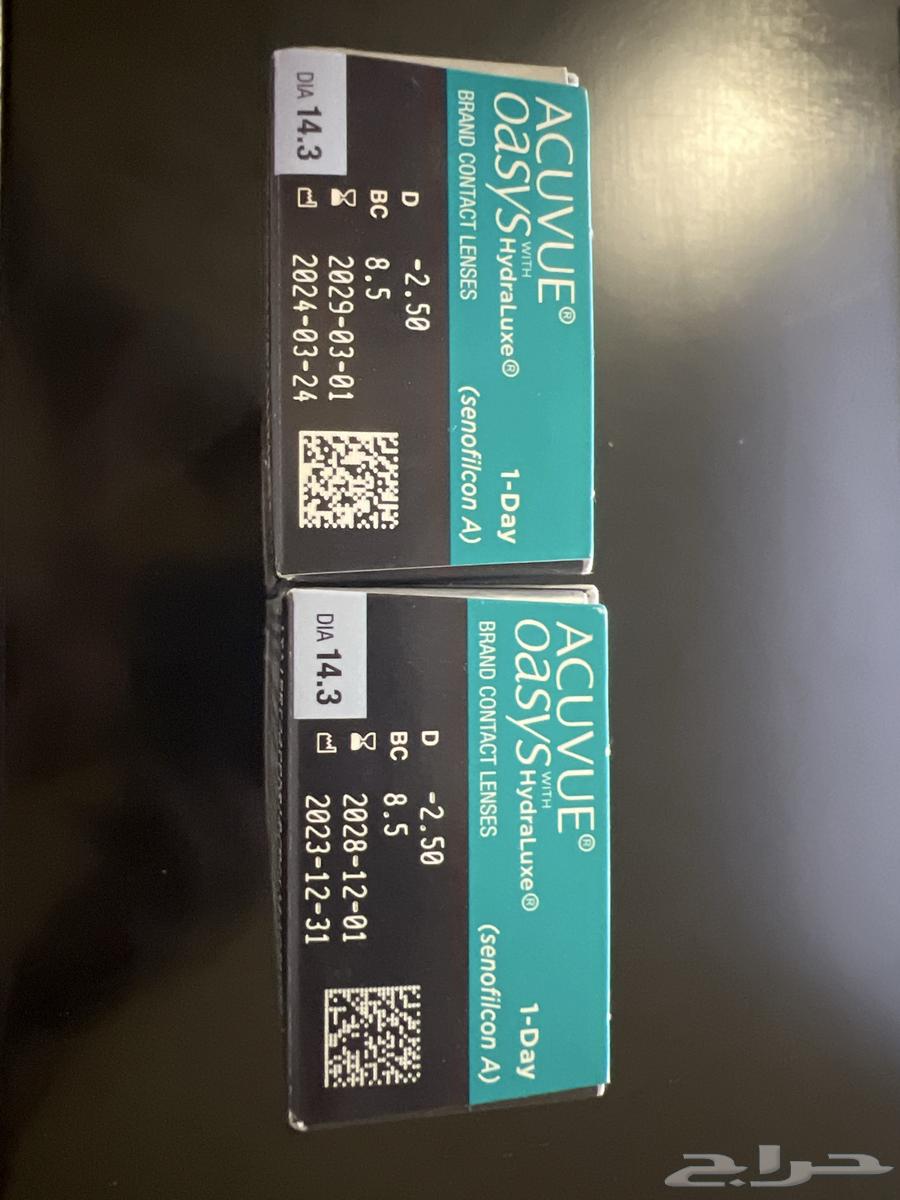 ACUVUE®
OASYS WITH HydraLuxe® 1-Day
BRAND CONTACT LENSES (senofilcon A)
D -2.50
BC 8.5
2029-03-01
2024-03-24
DIA 14.3
ACUVUE®
OASYS WITH HydraLuxe® 1-Day
BRAND CONTACT LENSES (senofilcon A)
D -2.50
BC 8.5
2028-12-01
2023-12-31
DIA 14.3
حراج